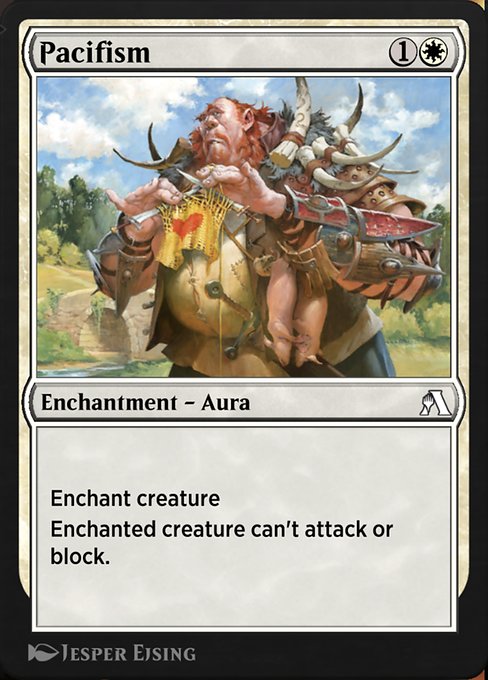 Pacifism 1
Enchantment – Aura
Enchant creature
Enchanted creature can't attack or
block.
Jesper Ejsing